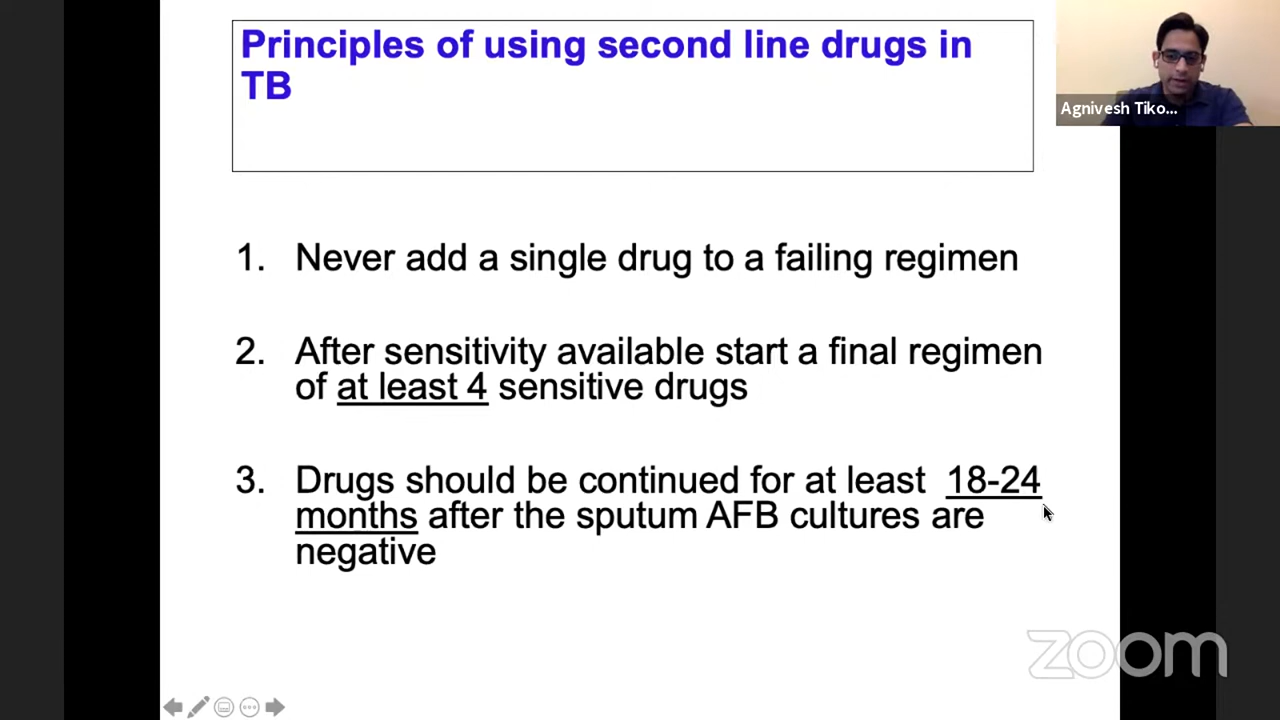 Principles of using second line drugs in
TB
Agnivesh Tiko...
1. Never add a single drug to a failing regimen
2. After sensitivity available start a final regimen
of at least 4 sensitive drugs
3. Drugs should be continued for at least 18-24
months after the sputum AFB cultures are
negative
zoom